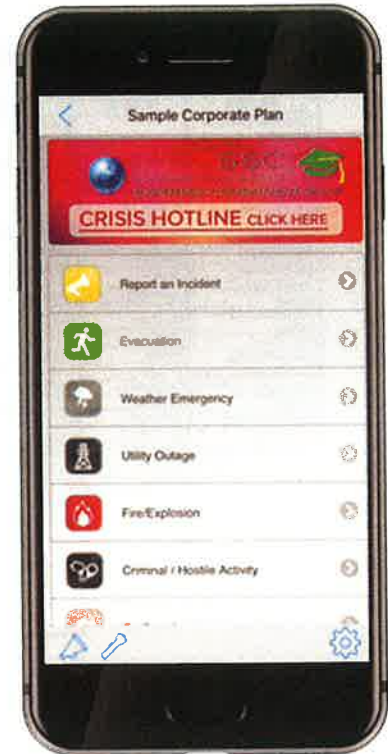 Sample Corporate Plan
CRISIS HOTLINE CLICK HERE
Report an Incident
Evacuation
Weather Emergency
Utility Outage
Fire/Explosion
Criminal / Hostile Activity